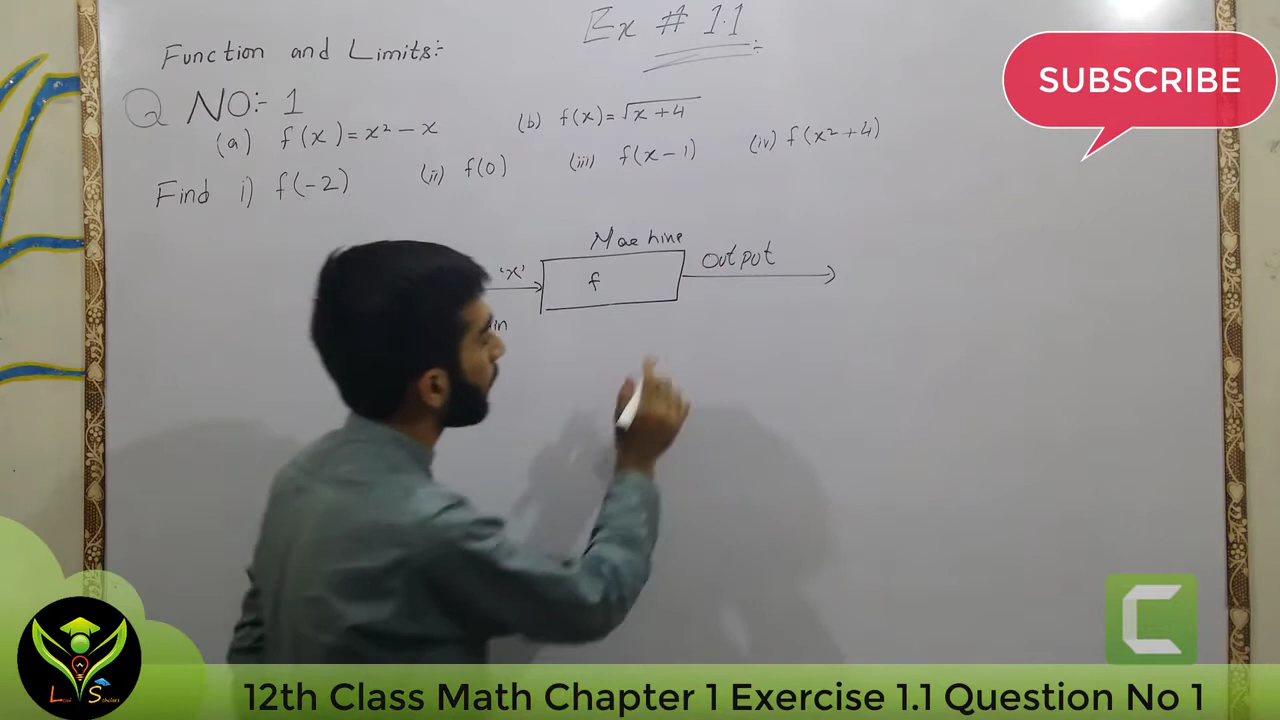 Ex # 1.1
Function and Limits:-
SUBSCRIBE
Q NO:- 1
(a) f(x)=x²-x (b) f(x)=√x+4
Find i) f(-2) (ii) f(0) (iii) f(x-1) (iv) f(x²+4)
Machine
'x' f output
in
12th Class Math Chapter 1 Exercise 1.1 Question No 1